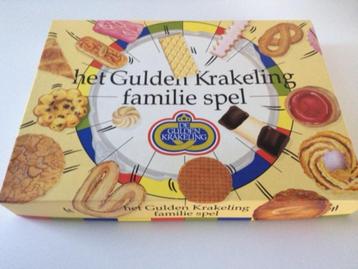 het Gulden Krakeling
familie spel
DE
GULDEN
KRAKELING
het Gulden Krakeling
familie spel